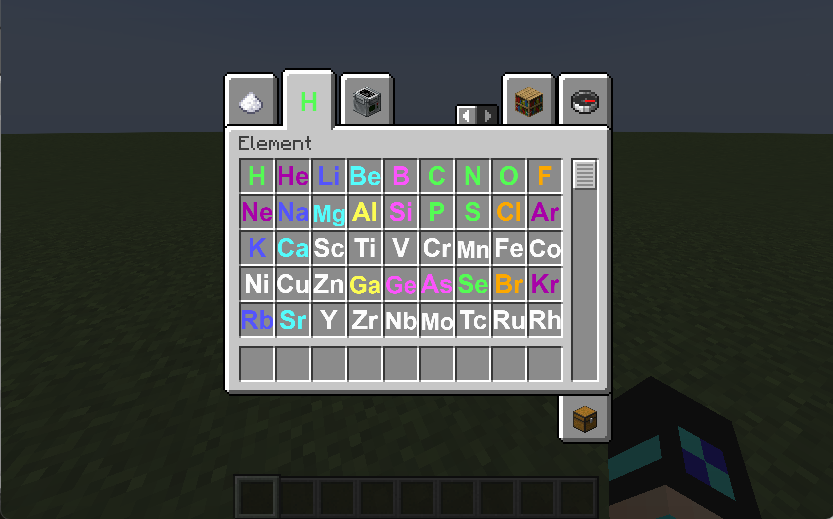 H
Element
H He Li Be B C N O F
Ne Na Mg Al Si P S Cl Ar
K Ca Sc Ti V Cr Mn Fe Co
Ni Cu Zn Ga Ge As Se Br Kr
Rb Sr Y Zr Nb Mo Tc Ru Rh